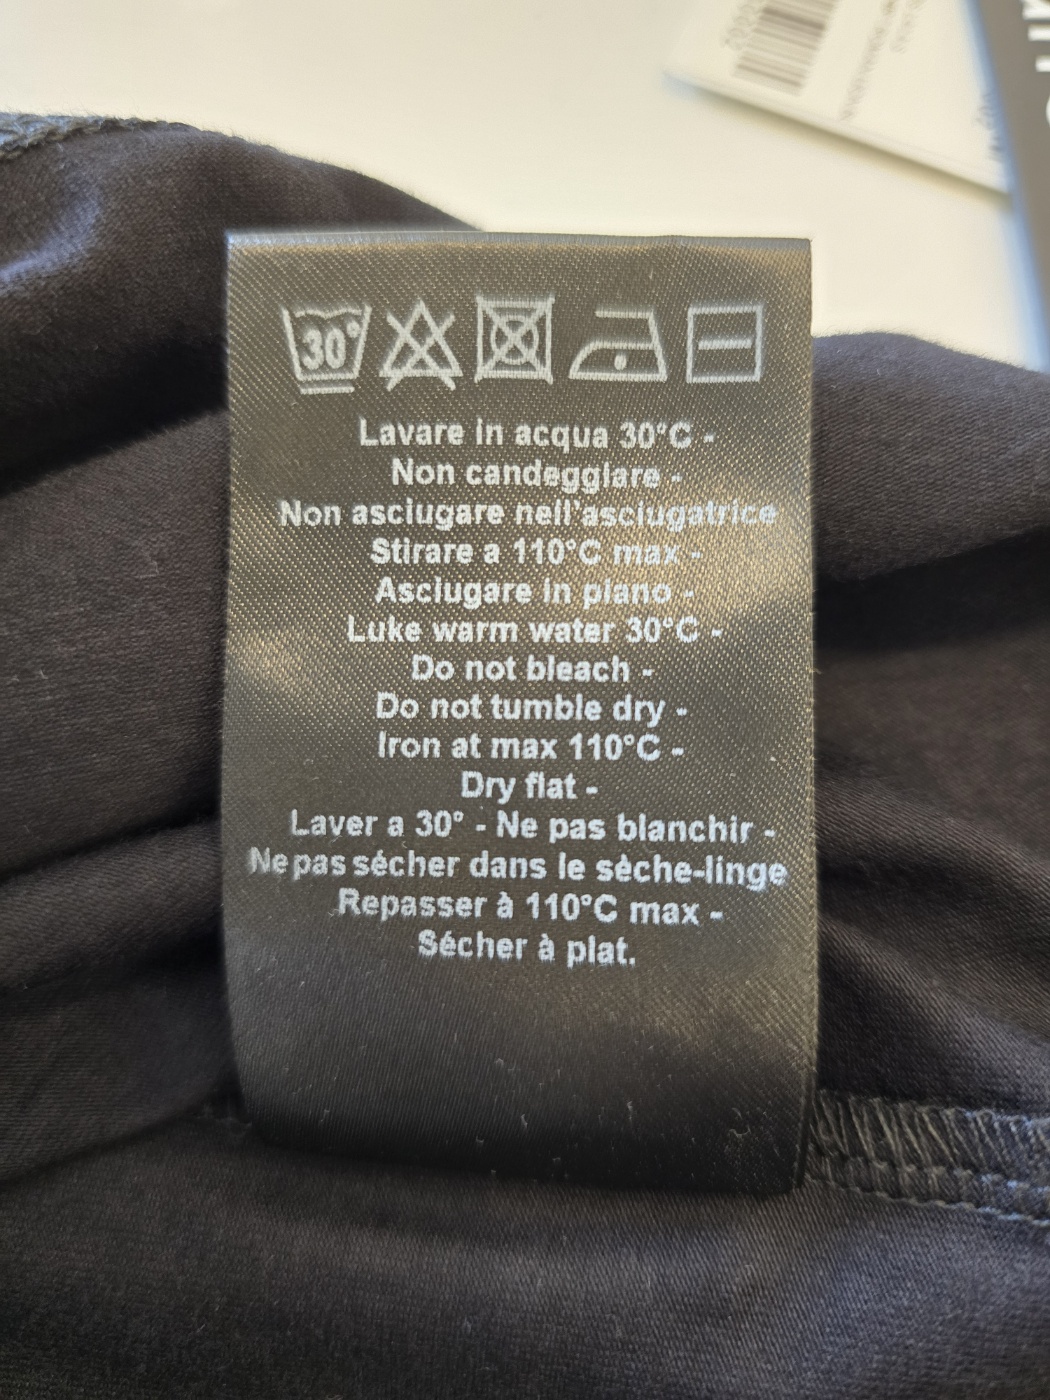 30°
Lavare in acqua 30°C -
Non candeggiare -
Non asciugare nell'asciugatrice
Stirare a 110°C max -
Asciugare in piano -
Luke warm water 30°C -
Do not bleach -
Do not tumble dry -
Iron at max 110°C -
Dry flat -
Laver a 30° - Ne pas blanchir -
Ne pas sécher dans le sèche-linge
Repasser à 110°C max -
Sécher à plat.